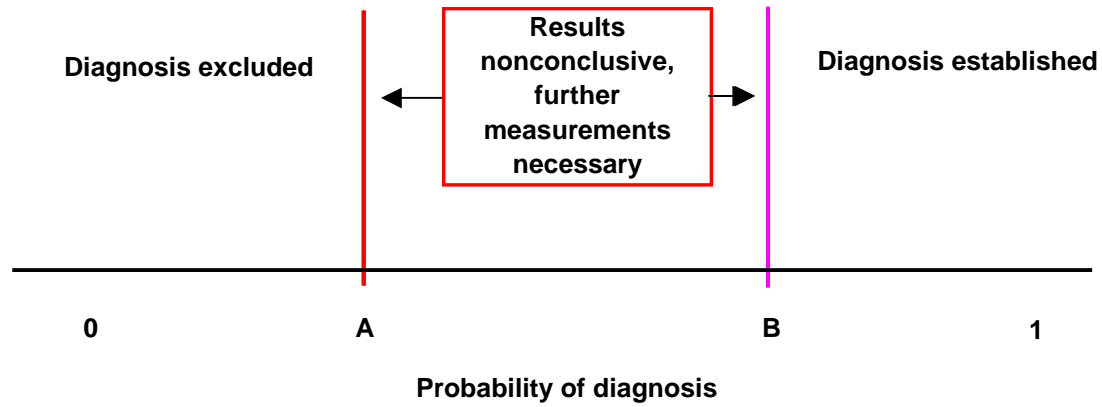 Diagnosis excluded
Results
nonconclusive,
further
measurements
necessary
Diagnosis established
0
A
B
1
Probability of diagnosis